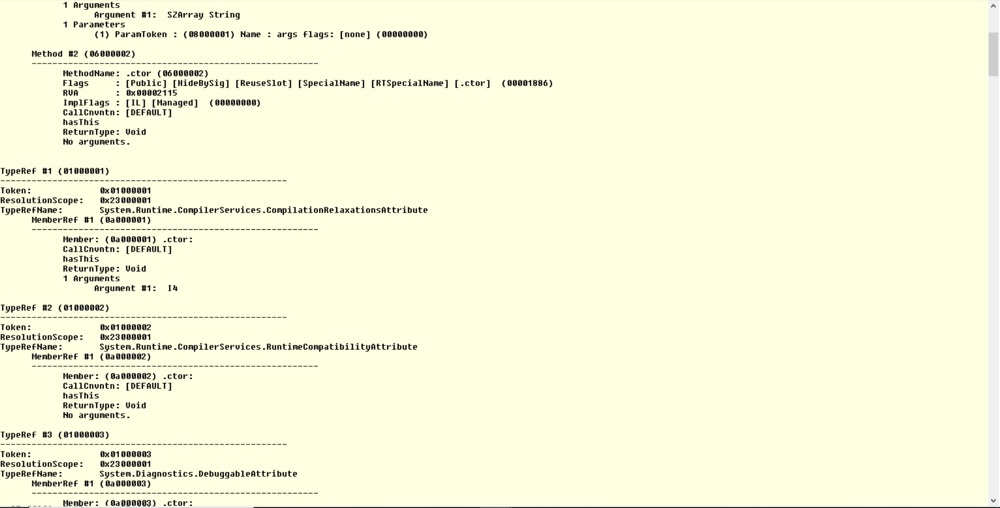 1 Arguments
Argument #1:  SZArray String
1 Parameters
(1) ParamToken : (08000001) Name : args flags: [none] (00000000)
Method #2 (06000002)
-------------------------------------------------------
MethodName: .ctor (06000002)
Flags     : [Public] [HideBySig] [ReuseSlot] [SpecialName] [RTSpecialName] [.ctor]  (00001886)
RVA       : 0x00002115
ImplFlags : [IL] [Managed]  (00000000)
CallCnvntn: [DEFAULT]
hasThis
ReturnType: Void
No arguments.
TypeRef #1 (01000001)
-------------------------------------------------------
Token:             0x01000001
ResolutionScope:   0x23000001
TypeRefName:       System.Runtime.CompilerServices.CompilationRelaxationsAttribute
MemberRef #1 (0a000001)
-------------------------------------------------------
Member: (0a000001) .ctor:
CallCnvntn: [DEFAULT]
hasThis
ReturnType: Void
1 Arguments
Argument #1:  I4
TypeRef #2 (01000002)
-------------------------------------------------------
Token:             0x01000002
ResolutionScope:   0x23000001
TypeRefName:       System.Runtime.CompilerServices.RuntimeCompatibilityAttribute
MemberRef #1 (0a000002)
-------------------------------------------------------
Member: (0a000002) .ctor:
CallCnvntn: [DEFAULT]
hasThis
ReturnType: Void
No arguments.
TypeRef #3 (01000003)
-------------------------------------------------------
Token:             0x01000003
ResolutionScope:   0x23000001
TypeRefName:       System.Diagnostics.DebuggableAttribute
MemberRef #1 (0a000003)
-------------------------------------------------------
Member: (0a000003) .ctor: